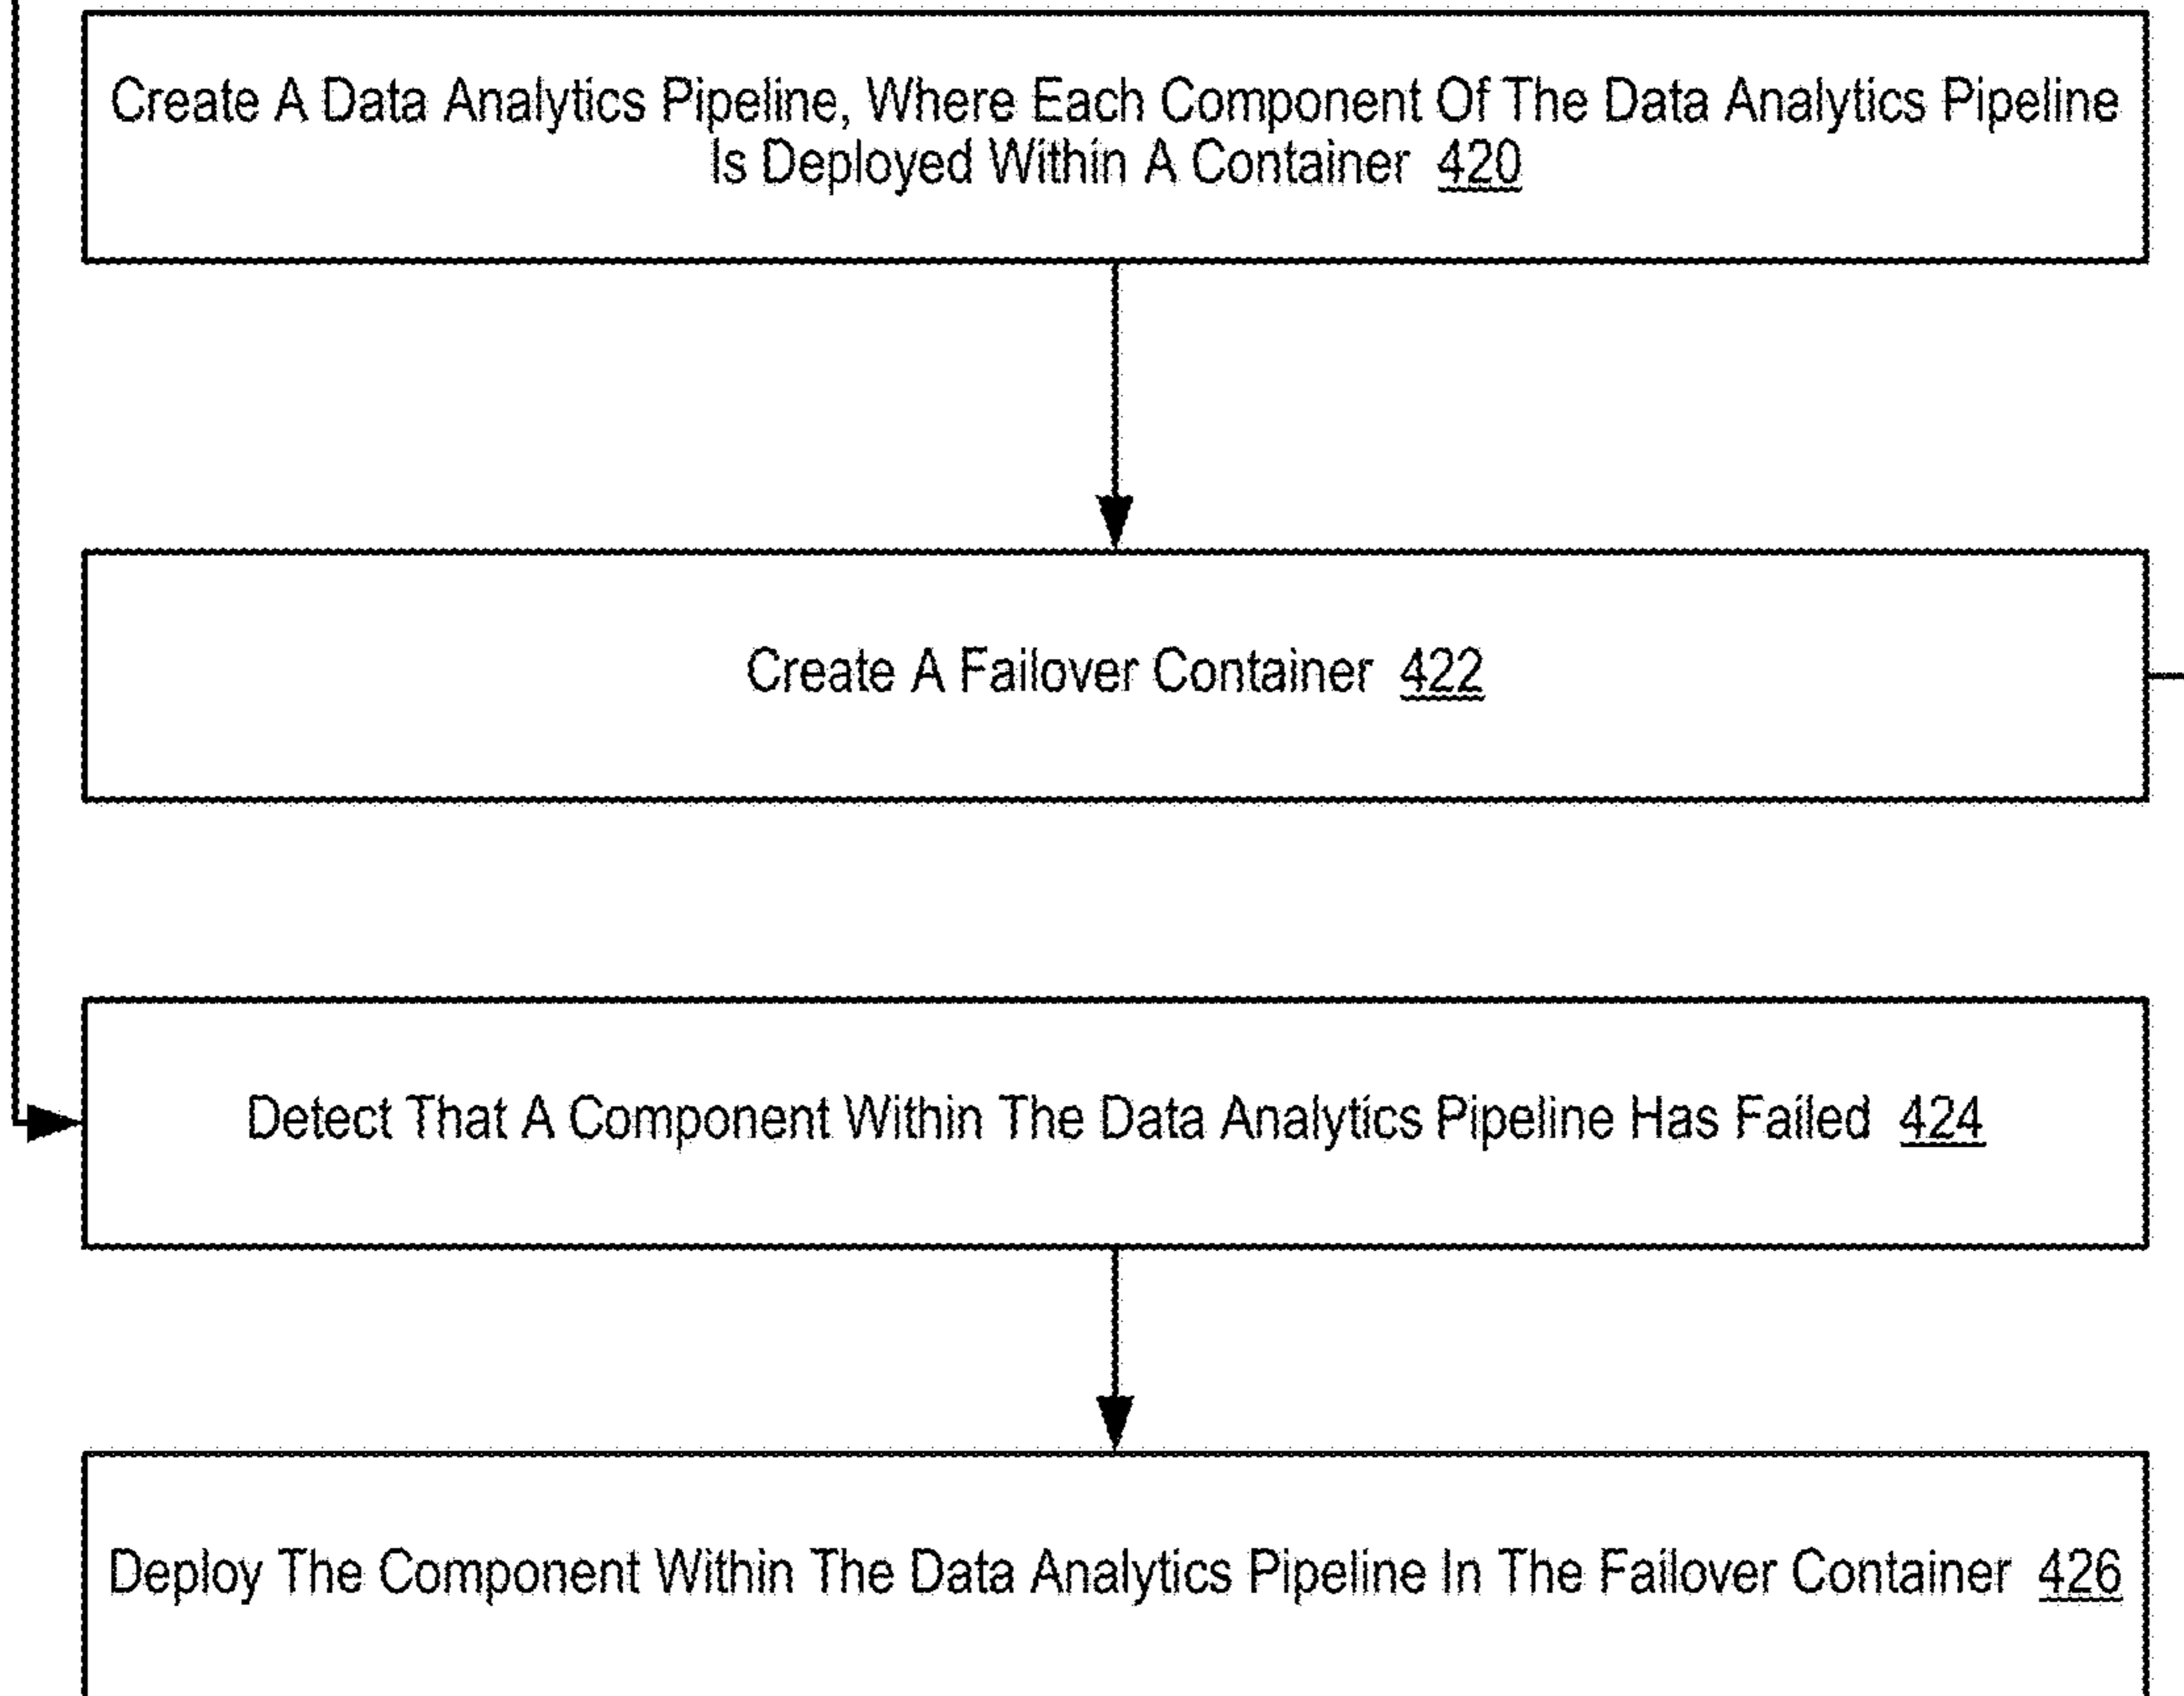 Create A Data Analytics Pipeline, Where Each Component Of The Data Analytics Pipeline
Is Deployed Within A Container 420
Create A Failover Container 422
Detect That A Component Within The Data Analytics Pipeline Has Failed 424
Deploy The Component Within The Data Analytics Pipeline In The Failover Container 426